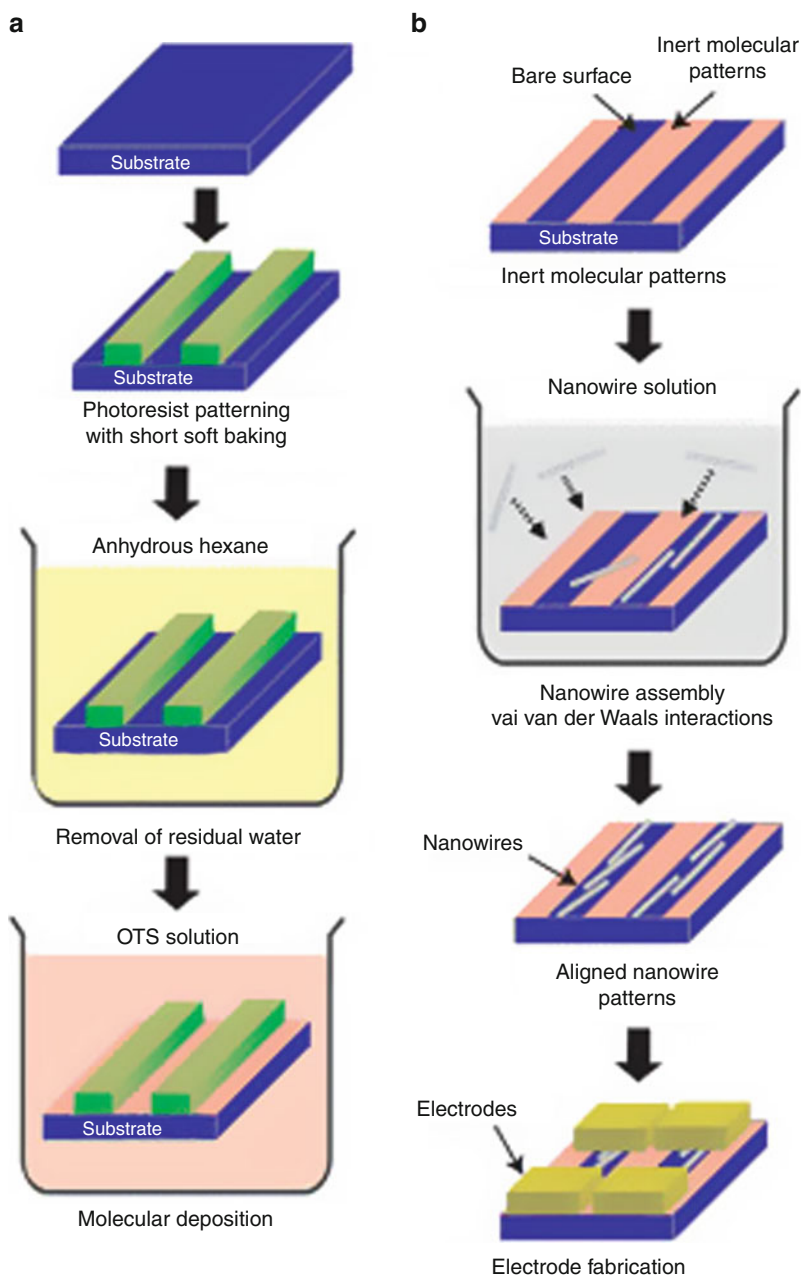 a
Substrate
Substrate
Photoresist patterning
with short soft baking
Anhydrous hexane
Substrate
Removal of residual water
OTS solution
Substrate
Molecular deposition
b
Inert molecular
patterns
Bare surface
Substrate
Inert molecular patterns
Nanowire solution
Nanowire assembly
vai van der Waals interactions
Nanowires
Aligned nanowire
patterns
Electrodes
Electrode fabrication